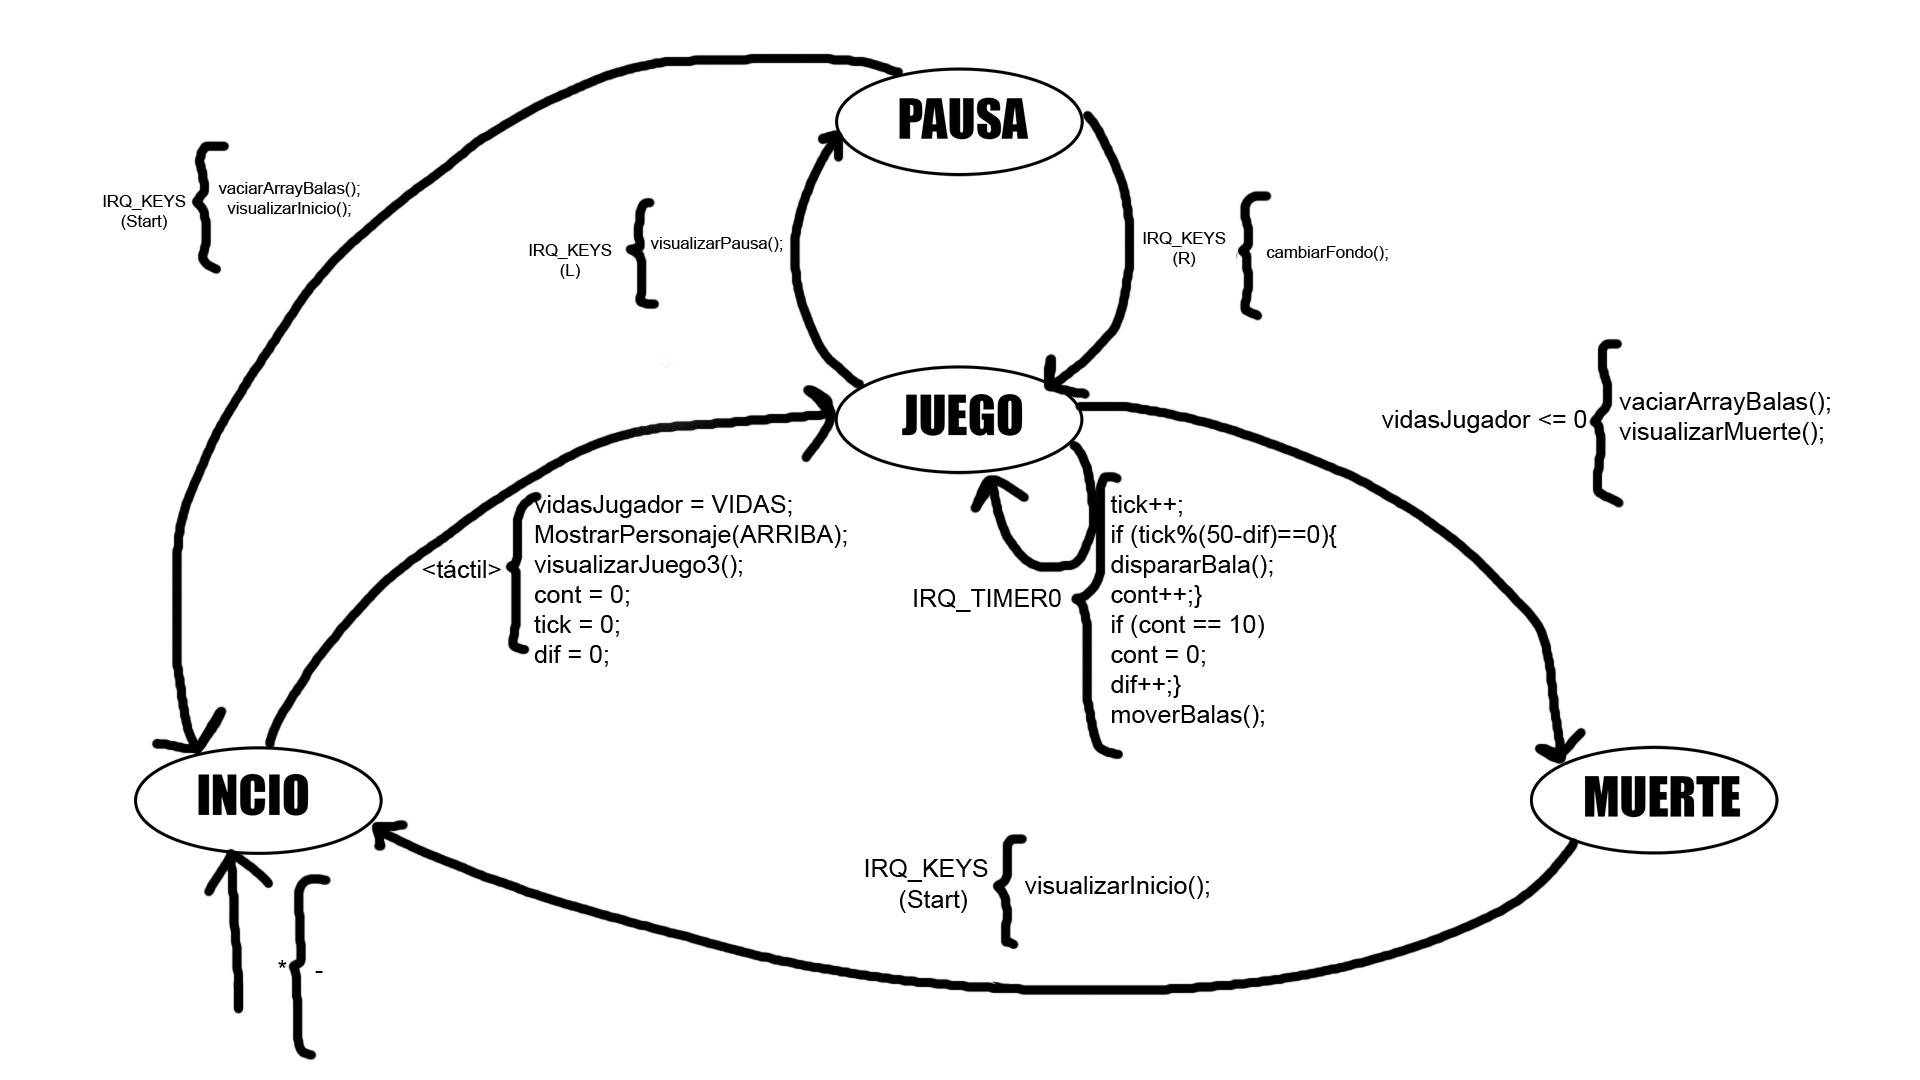 PAUSA
IRQ_KEYS
(Start)
vaciarArrayBalas();
visualizarInicio();
IRQ_KEYS
(L)
visualizarPausa();
IRQ_KEYS
(R)
cambiarFondo();
JUEGO
vidasJugador <= 0
vaciarArrayBalas();
visualizarMuerte();
<táctil>
vidasJugador = VIDAS;
MostrarPersonaje(ARRIBA);
visualizarJuego3();
cont = 0;
tick = 0;
dif = 0;
IRQ_TIMER0
tick++;
if (tick%(50-dif)==0){
dispararBala();
cont++;}
if (cont == 10)
cont = 0;
dif++;}
moverBalas();
INCIO
MUERTE
IRQ_KEYS
(Start)
visualizarInicio();
* -